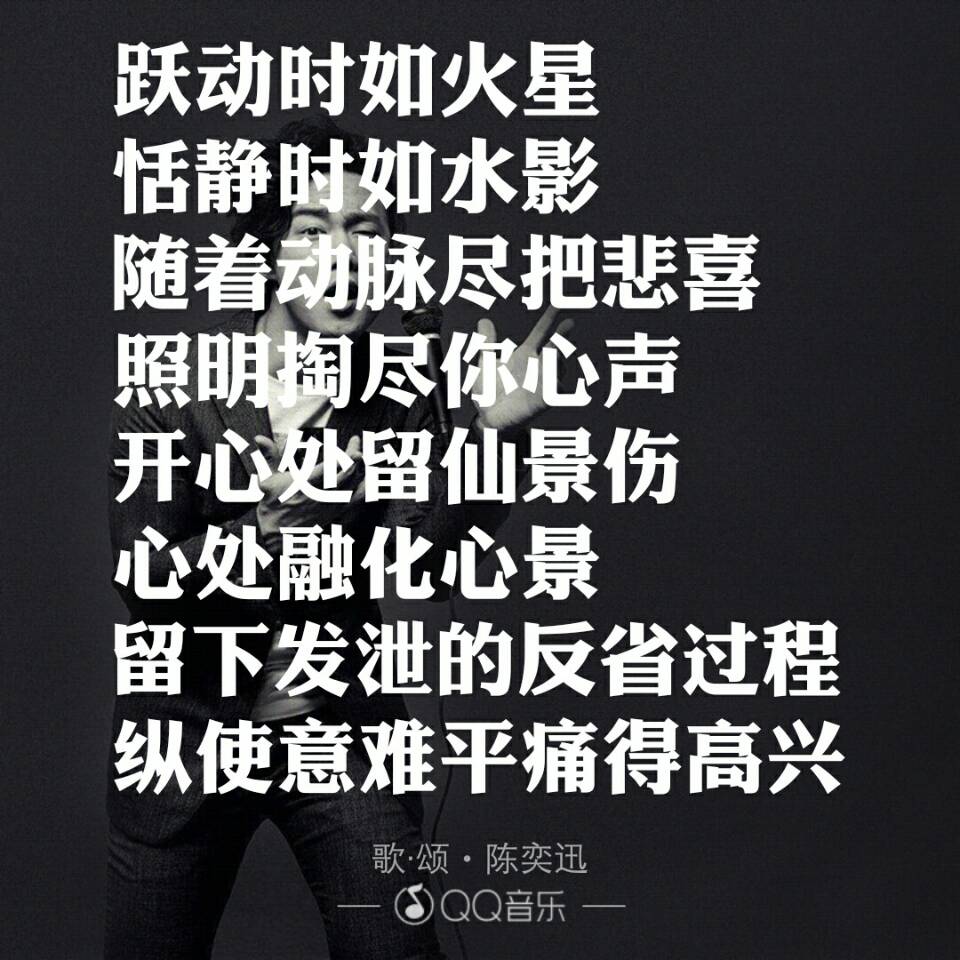 跃动时如火星
恬静时如水影
随着动脉尽把悲喜
照明掏尽你心声
开心处留仙景伤
心处融化心景
留下发泄的反省过程
纵使意难平痛得高兴
歌·颂·陈奕迅
QQ音乐